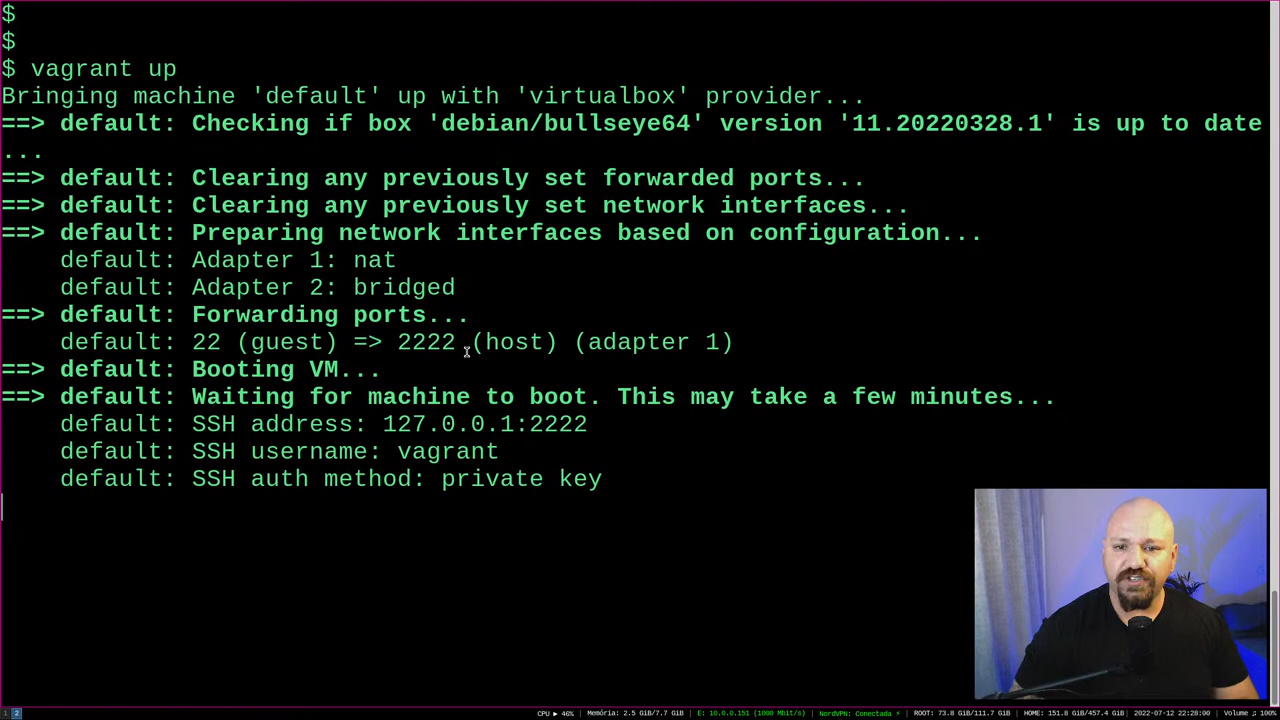 $
$
$ vagrant up
Bringing machine 'default' up with 'virtualbox' provider...
==> default: Checking if box 'debian/bullseye64' version '11.20220328.1' is up to date
...
==> default: Clearing any previously set forwarded ports...
==> default: Clearing any previously set network interfaces...
==> default: Preparing network interfaces based on configuration...
    default: Adapter 1: nat
    default: Adapter 2: bridged
==> default: Forwarding ports...
    default: 22 (guest) => 2222 (host) (adapter 1)
==> default: Booting VM...
==> default: Waiting for machine to boot. This may take a few minutes...
    default: SSH address: 127.0.0.1:2222
    default: SSH username: vagrant
    default: SSH auth method: private key
1 2 CPU ▶ 46% | Memória: 2.5 GiB/7.7 GiB | E: 10.0.0.151 (1000 Mbit/s) | NordVPN: Conectada ⚡ | ROOT: 73.8 GiB/111.7 GiB | HOME: 151.8 GiB/457.4 GiB | 2022-07-12 22:28:00 | Volume ♫ 100%